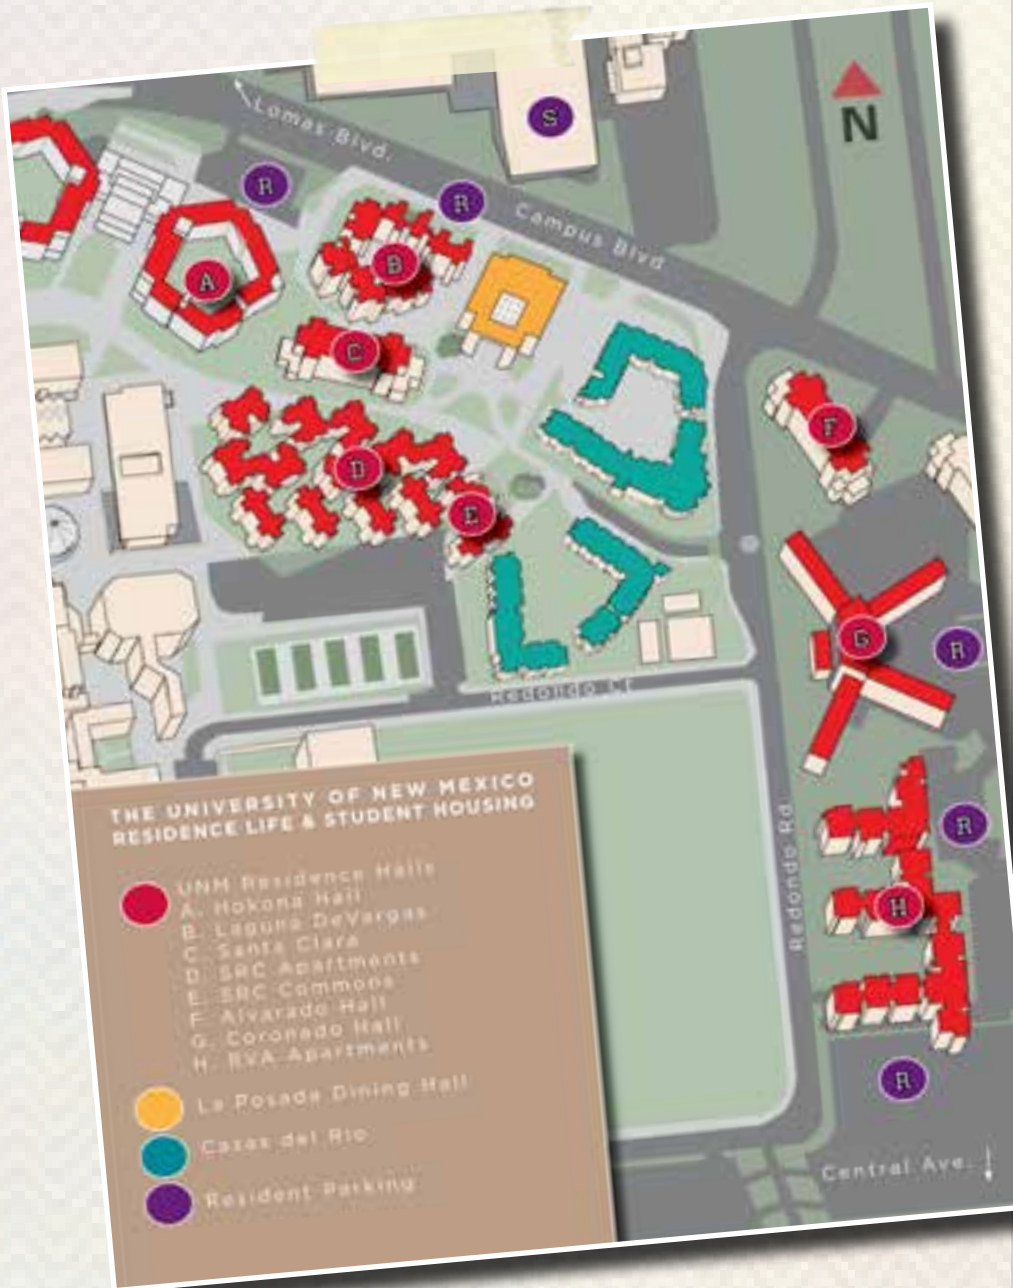 Lomas Blvd.
S
N
R
R
Campus Blvd
A
B
C
F
D
E
G
R
Redondo Ct
THE UNIVERSITY OF NEW MEXICO
RESIDENCE LIFE & STUDENT HOUSING
UNM Residence Halls
A. Hokona Hall
B. Laguna DeVargas
C. Santa Clara
D. SRC Apartments
E. SRC Commons
F. Alvarado Hall
G. Coronado Hall
H. RVA Apartments
La Posada Dining Hall
Casas del Rio
Resident Parking
Redondo Rd
R
H
R
Central Ave.